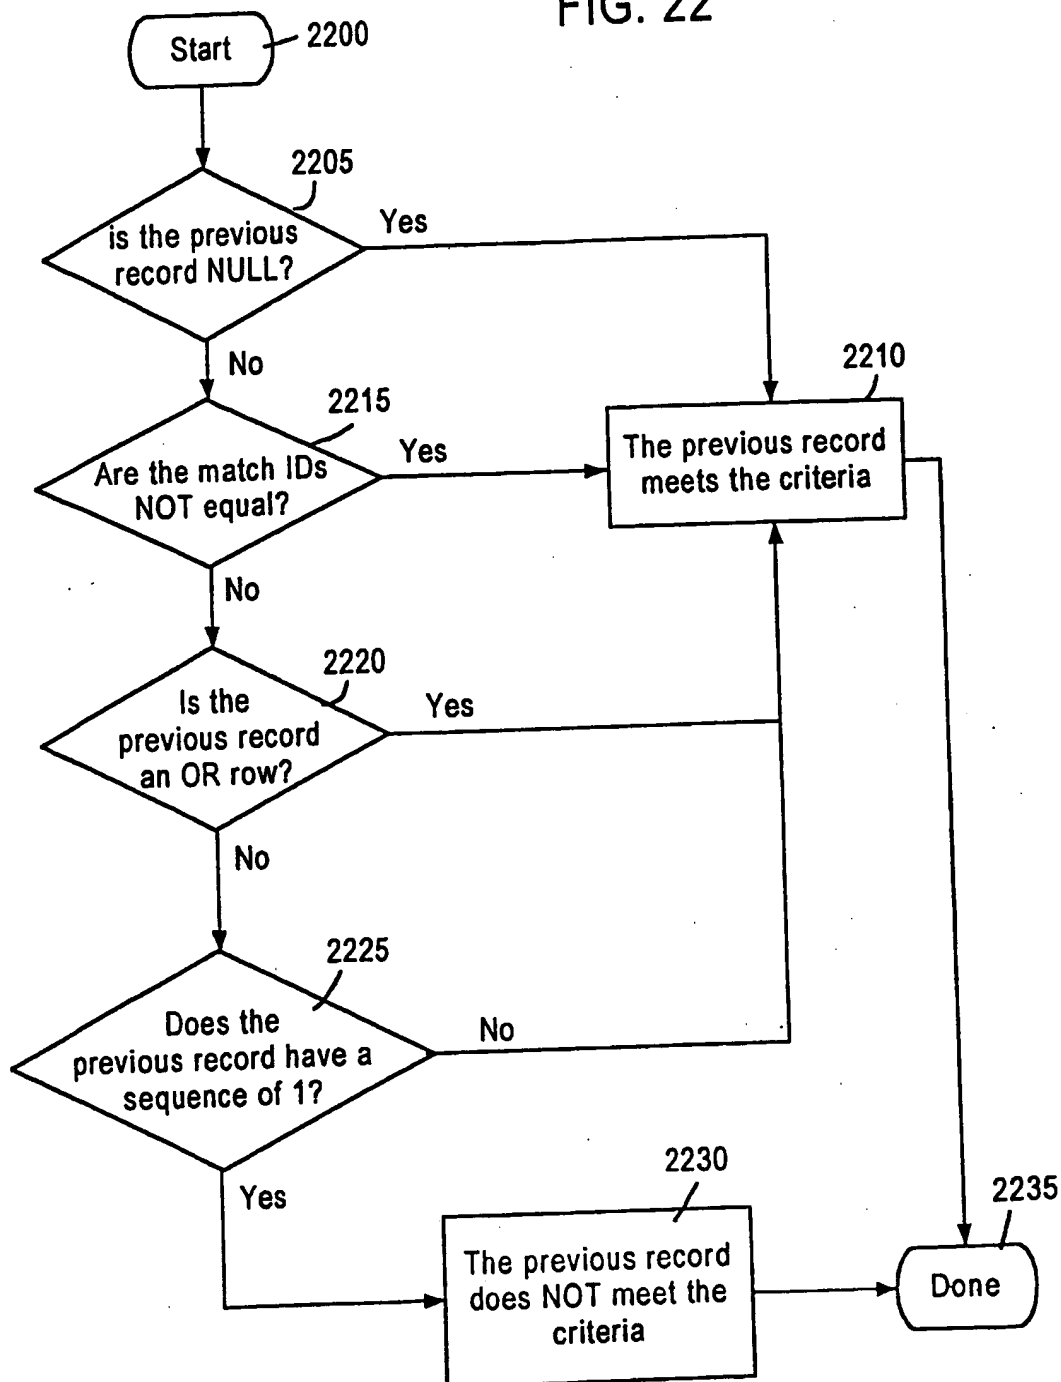 FIG. 22
Start
2200
2205
is the previous
record NULL?
Yes
No
2210
The previous record
meets the criteria
2215
Are the match IDs
NOT equal?
Yes
No
2220
Is the
previous record
an OR row?
Yes
No
2225
Does the
previous record have a
sequence of 1?
No
Yes
2230
The previous record
does NOT meet the
criteria
2235
Done